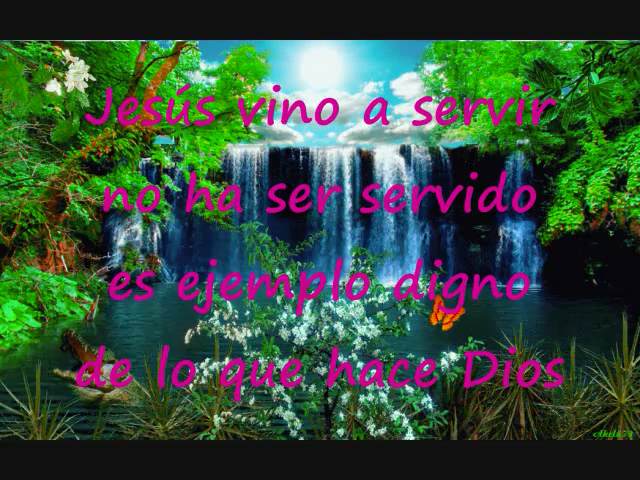 Jesús vino a servir
no ha ser servido
es ejemplo digno
de lo que hace Dios